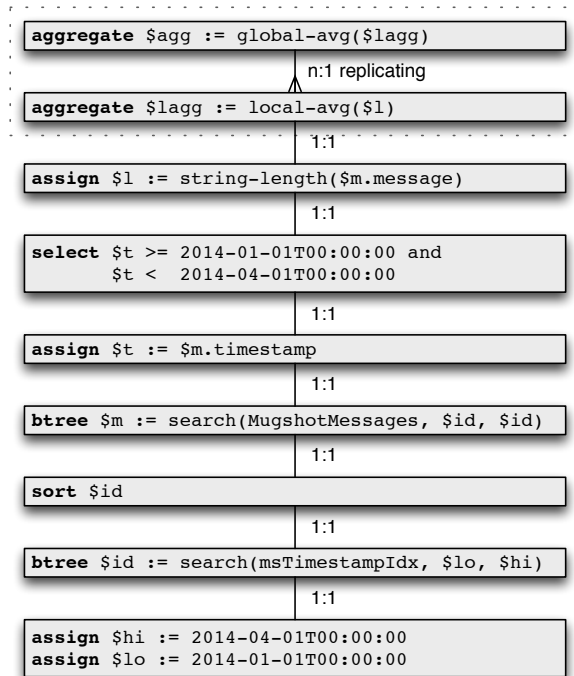 aggregate $agg := global-avg($lagg)
n:1 replicating
aggregate $lagg := local-avg($l)
1:1
assign $l := string-length($m.message)
1:1
select $t >= 2014-01-01T00:00:00 and
$t < 2014-04-01T00:00:00
1:1
assign $t := $m.timestamp
1:1
btree $m := search(MugshotMessages, $id, $id)
1:1
sort $id
1:1
btree $id := search(msTimestampIdx, $lo, $hi)
1:1
assign $hi := 2014-04-01T00:00:00
assign $lo := 2014-01-01T00:00:00